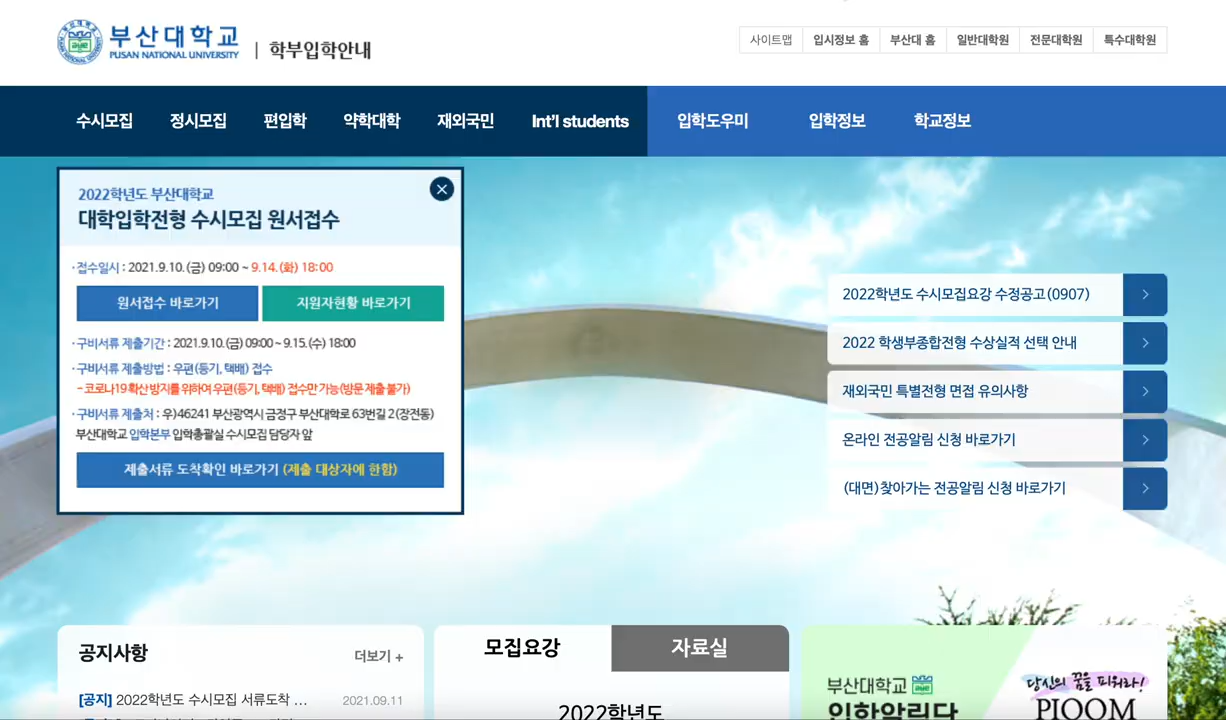 부산대학교
PUSAN NATIONAL UNIVERSITY
| 학부입학안내
사이트맵 입시정보 홈 부산대 홈 일반대학원 전문대학원 특수대학원
수시모집 정시모집 편입학 약학대학 재외국민 Int'l students 입학도우미 입학정보 학교정보
2022학년도 부산대학교
대학입학전형 수시모집 원서접수
· 접수일시 : 2021.9.10.(금) 09:00 ~ 9.14.(화) 18:00
원서접수 바로가기 지원자현황 바로가기
· 구비서류 제출기간 : 2021.9.10.(금) 09:00 ~ 9.15.(수) 18:00
· 구비서류 제출방법 : 우편(등기, 택배) 접수
- 코로나19 확산 방지를 위하여 우편(등기, 택배) 접수만 가능(방문 제출 불가)
· 구비서류 제출처 : 우)46241 부산광역시 금정구 부산대학로 63번길 2 (장전동)
부산대학교 입학본부 입학총괄실 수시모집 담당자 앞
제출서류 도착확인 바로가기 (제출 대상자에 한함)
2022학년도 수시모집요강 수정공고(0907)
2022 학생부종합전형 수상실적 선택 안내
재외국민 특별전형 면접 유의사항
온라인 전공알림 신청 바로가기
(대면)찾아가는 전공알림 신청 바로가기
공지사항 더보기 +
[공지] 2022학년도 수시모집 서류도착 ... 2021.09.11
모집요강 자료실
2022학년도
부산대학교
입학알리다
당신의 꿈을 피워라!
PIOOM